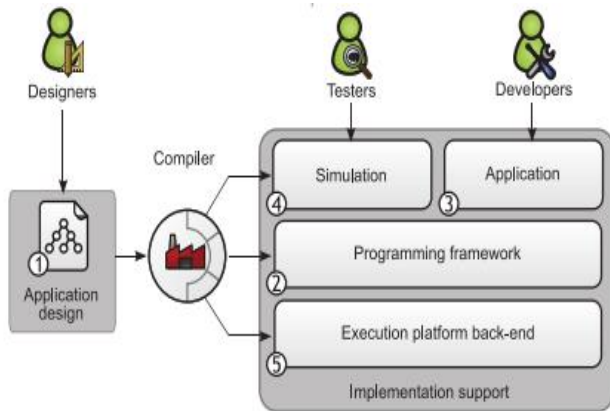 Designers
Testers
Developers
Compiler
Simulation
4
Application
3
1
Application
design
Programming framework
2
Execution platform back-end
5
Implementation support